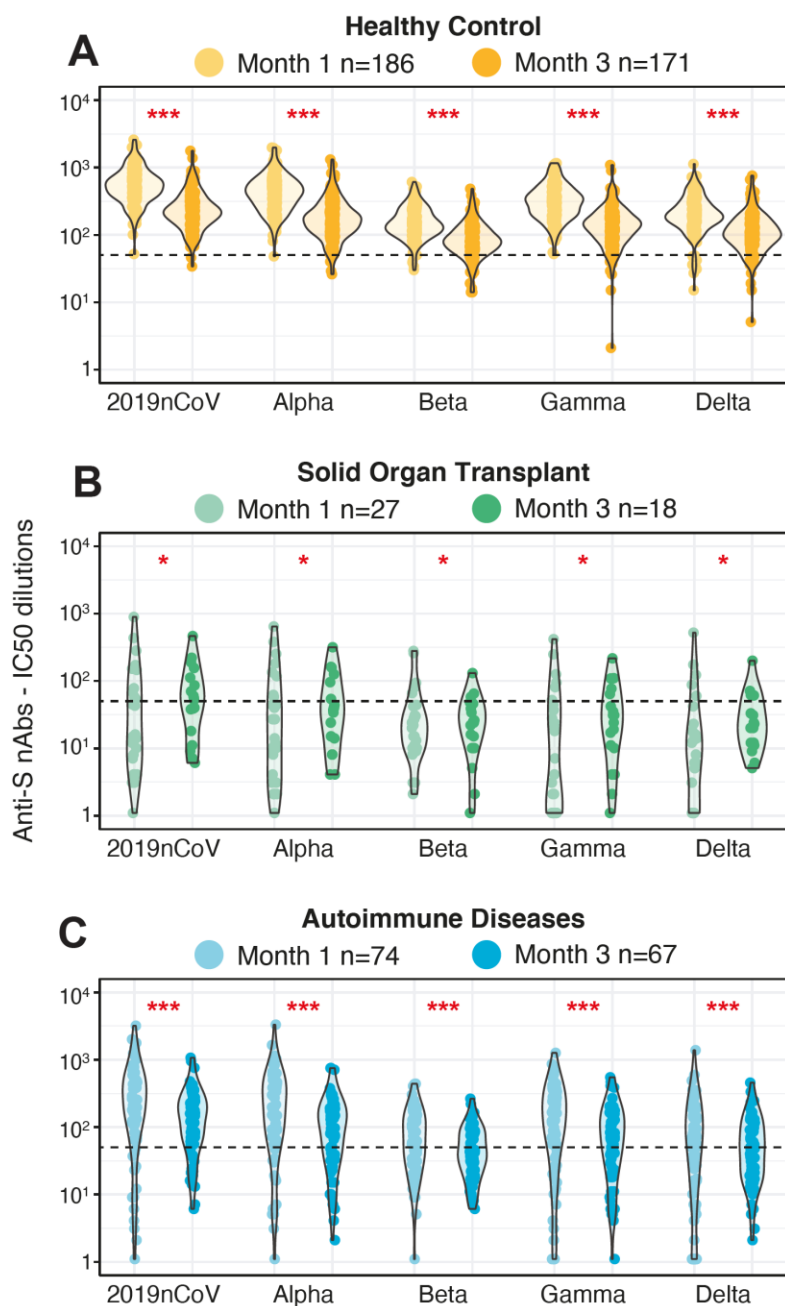 A
Healthy Control
Month 1 n=186 Month 3 n=171
10⁴ *** *** *** *** ***
10³
10²
10¹
1
2019nCoV Alpha Beta Gamma Delta
B
Solid Organ Transplant
Month 1 n=27 Month 3 n=18
10⁴ * * * * *
10³
10²
10¹
1
2019nCoV Alpha Beta Gamma Delta
Anti-S nAbs - IC50 dilutions
C
Autoimmune Diseases
Month 1 n=74 Month 3 n=67
10⁴ *** *** *** *** ***
10³
10²
10¹
1
2019nCoV Alpha Beta Gamma Delta